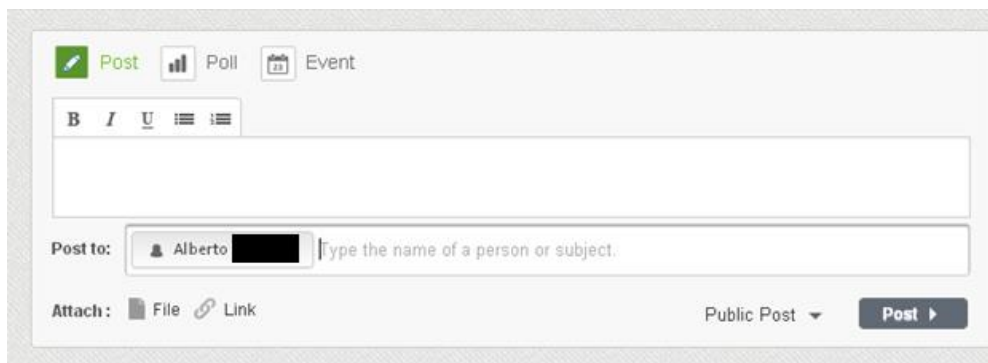 Post Poll 23 Event
B I U
Post to: Alberto Type the name of a person or subject.
Attach: File Link Public Post Post